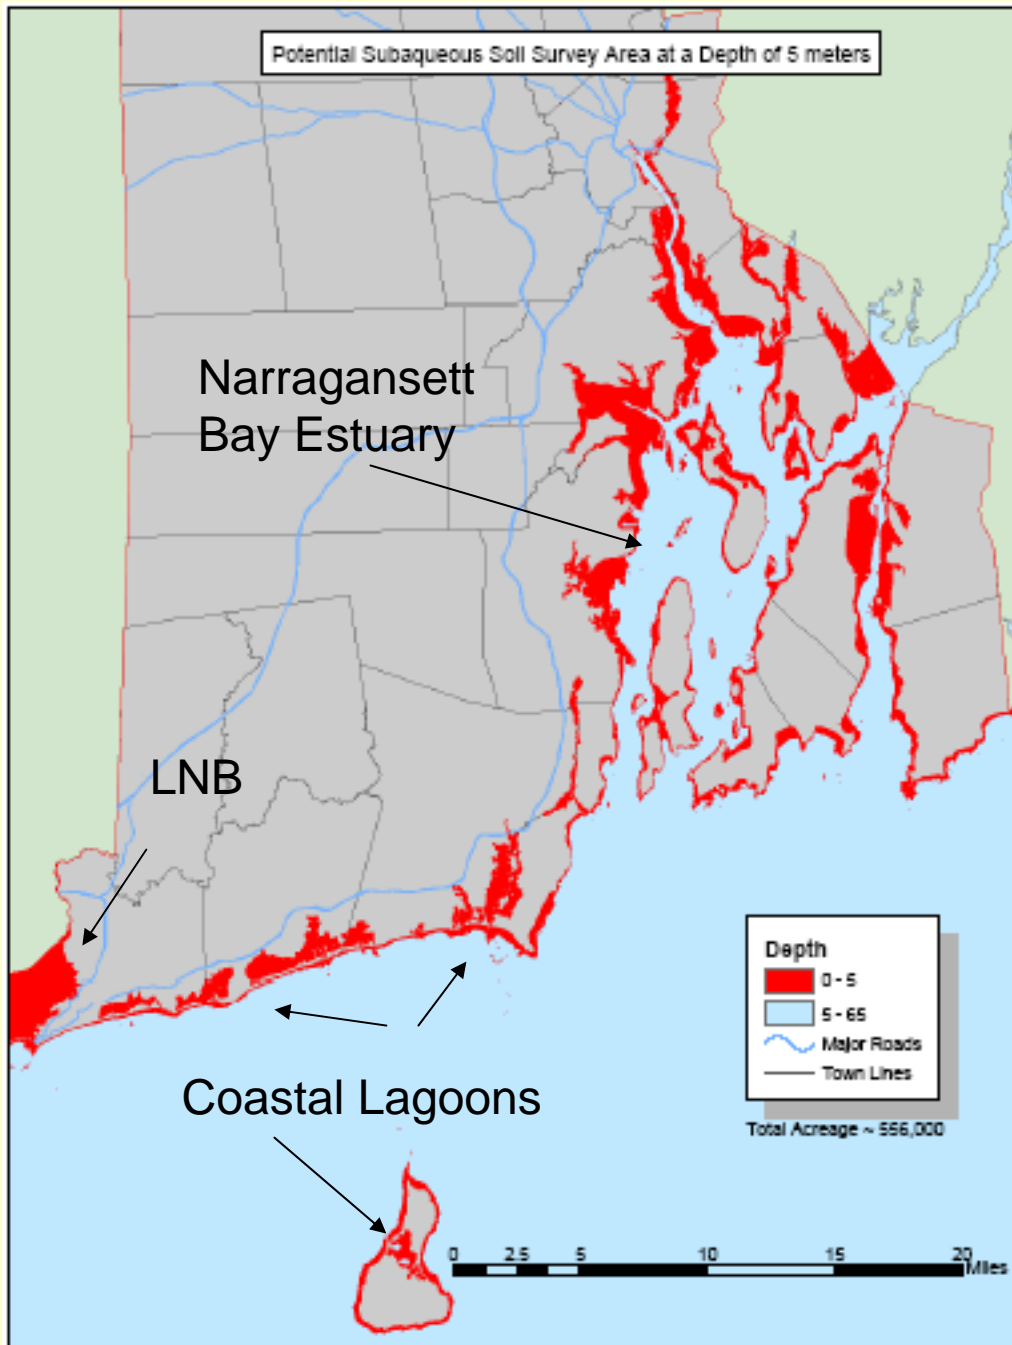 Potential Subaqueous Soil Survey Area at a Depth of 5 meters
Narragansett
Bay Estuary
LNB
Coastal Lagoons
Depth
0 - 5
5 - 65
Major Roads
Town Lines
Total Acreage ~ 556,000
0 2.5 5 10 15 20
Miles